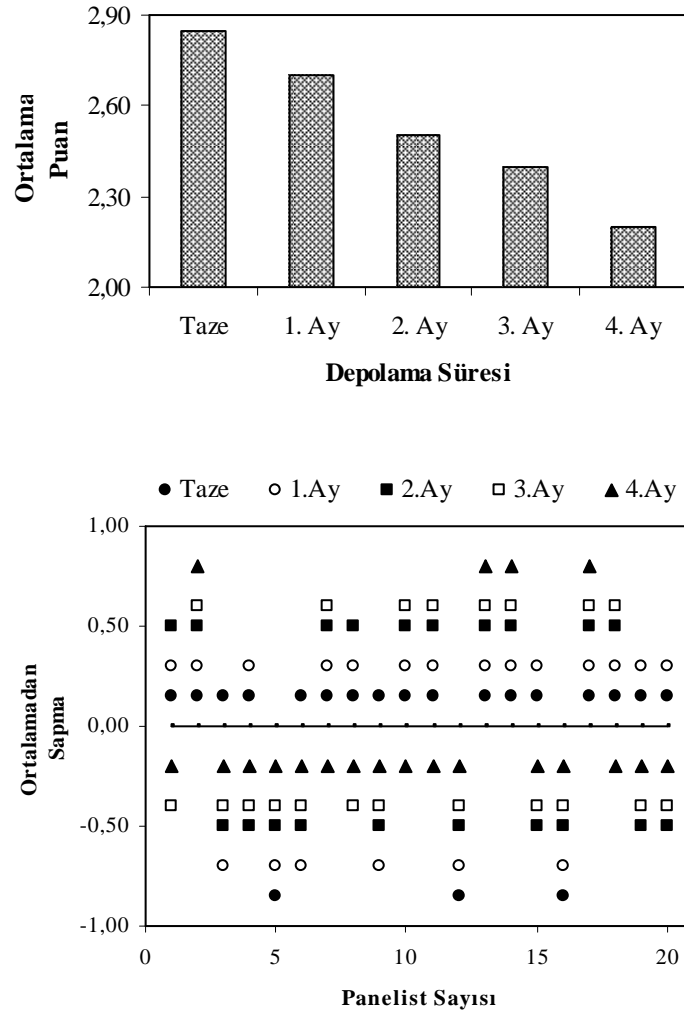 2,90
2,60
2,30
2,00
Ortalama
Puan
Taze 1. Ay 2. Ay 3. Ay 4. Ay
Depolama Süresi
Taze 1.Ay 2.Ay 3.Ay 4.Ay
1,00
0,50
0,00
-0,50
-1,00
Ortalamadan
Sapma
0 5 10 15 20
Panelist Sayısı